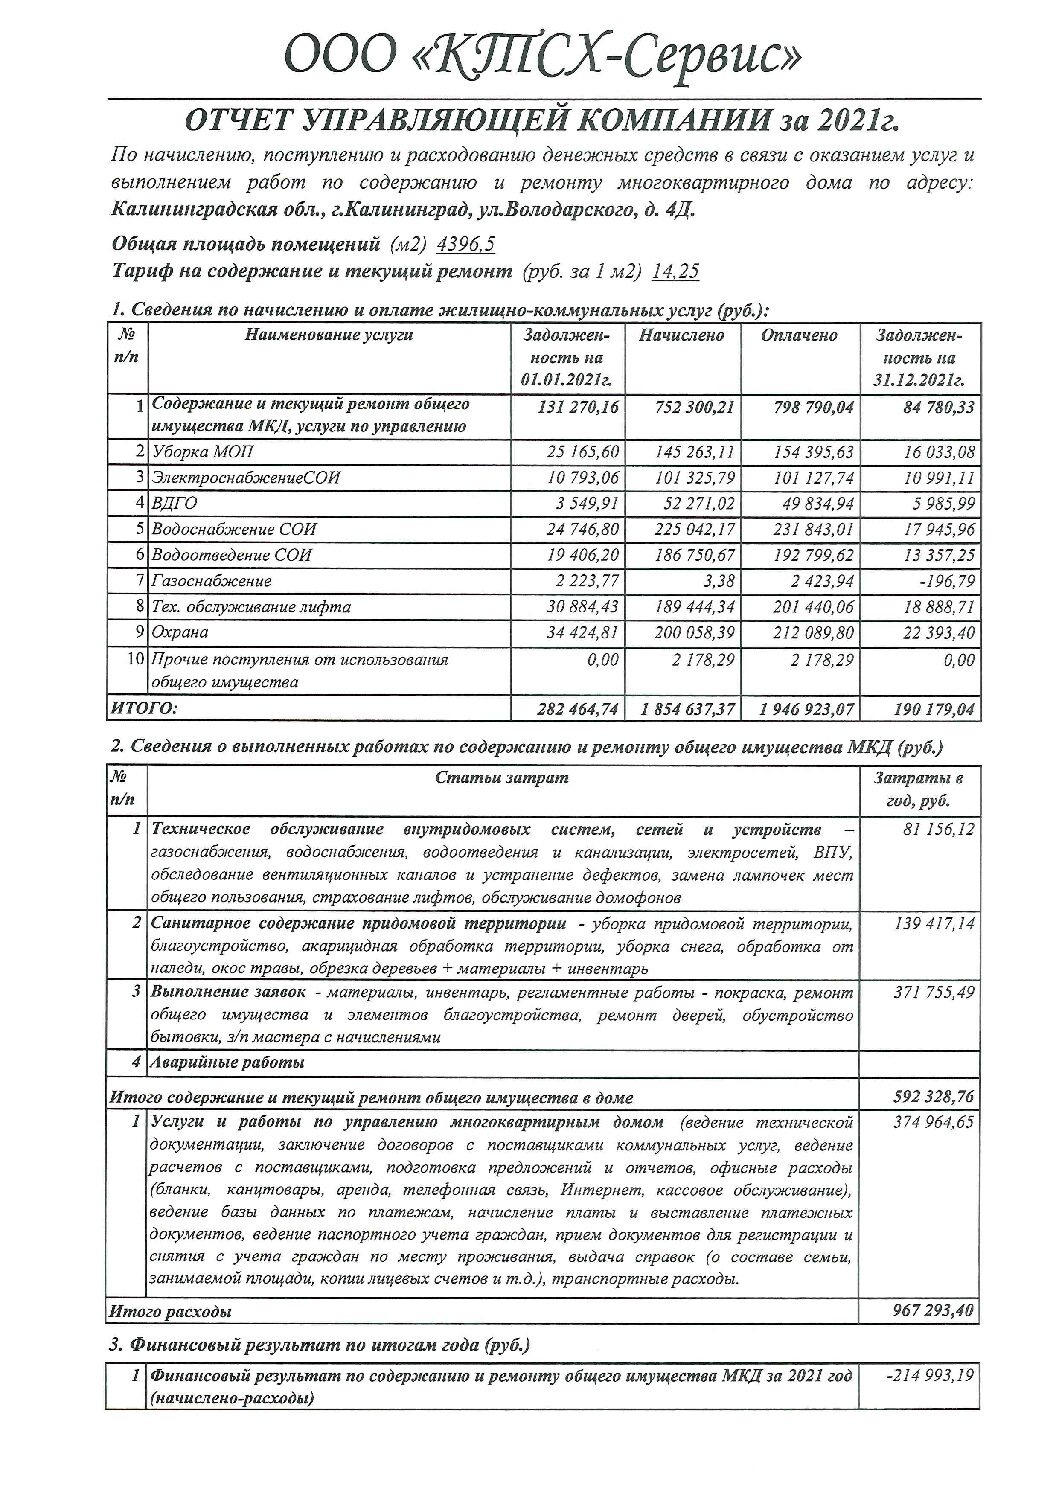 ООО «КТСХ-Сервис»
ОТЧЕТ УПРАВЛЯЮЩЕЙ КОМПАНИИ за 2021г.
По начислению, поступлению и расходованию денежных средств в связи с оказанием услуг и
выполнением работ по содержанию и ремонту многоквартирного дома по адресу:
Калининградская обл., г.Калининград, ул.Володарского, д. 4Д.
Общая площадь помещений (м2) 4396,5
Тариф на содержание и текущий ремонт (руб. за 1 м2) 14,25
1. Сведения по начислению и оплате жилищно-коммунальных услуг (руб.):
№ Наименование услуги Задолжен- Начислено Оплачено Задолжен-
п/п ность на ность на
01.01.2021г. 31.12.2021г.
1 Содержание и текущий ремонт общего 131 270,16 752 300,21 798 790,04 84 780,33
имущества МКД, услуги по управлению
2 Уборка МОП 25 165,60 145 263,11 154 395,63 16 033,08
3 ЭлектроснабжениеСОИ 10 793,06 101 325,79 101 127,74 10 991,11
4 ВДГО 3 549,91 52 271,02 49 834,94 5 985,99
5 Водоснабжение СОИ 24 746,80 225 042,17 231 843,01 17 945,96
6 Водоотведение СОИ 19 406,20 186 750,67 192 799,62 13 357,25
7 Газоснабжение 2 223,77 3,38 2 423,94 -196,79
8 Тех. обслуживание лифта 30 884,43 189 444,34 201 440,06 18 888,71
9 Охрана 34 424,81 200 058,39 212 089,80 22 393,40
10 Прочие поступления от использования 0,00 2 178,29 2 178,29 0,00
общего имущества
ИТОГО: 282 464,74 1 854 637,37 1 946 923,07 190 179,04
2. Сведения о выполненных работах по содержанию и ремонту общего имущества МКД (руб.)
№ Статьи затрат Затраты в
п/п год, руб.
1 Техническое обслуживание внутридомовых систем, сетей и устройств – 81 156,12
газоснабжения, водоснабжения, водоотведения и канализации, электросетей, ВПУ,
обследование вентиляционных каналов и устранение дефектов, замена лампочек мест
общего пользования, страхование лифтов, обслуживание домофонов
2 Санитарное содержание придомовой территории - уборка придомовой территории, 139 417,14
благоустройство, акарицидная обработка территории, уборка снега, обработка от
наледи, окос травы, обрезка деревьев + материалы + инвентарь
3 Выполнение заявок - материалы, инвентарь, регламентные работы - покраска, ремонт 371 755,49
общего имущества и элементов благоустройства, ремонт дверей, обустройство
бытовки, з/п мастера с начислениями
4 Аварийные работы
Итого содержание и текущий ремонт общего имущества в доме 592 328,76
1 Услуги и работы по управлению многоквартирным домом (ведение технической 374 964,65
документации, заключение договоров с поставщиками коммунальных услуг, ведение
расчетов с поставщиками, подготовка предложений и отчетов, офисные расходы
(бланки, канцтовары, аренда, телефонная связь, Интернет, кассовое обслуживание),
ведение базы данных по платежам, начисление платы и выставление платежных
документов, ведение паспортного учета граждан, прием документов для регистрации и
снятия с учета граждан по месту проживания, выдача справок (о составе семьи,
занимаемой площади, копии лицевых счетов и т.д.), транспортные расходы.
Итого расходы 967 293,40
3. Финансовый результат по итогам года (руб.)
1 Финансовый результат по содержанию и ремонту общего имущества МКД за 2021 год -214 993,19
(начислено-расходы)